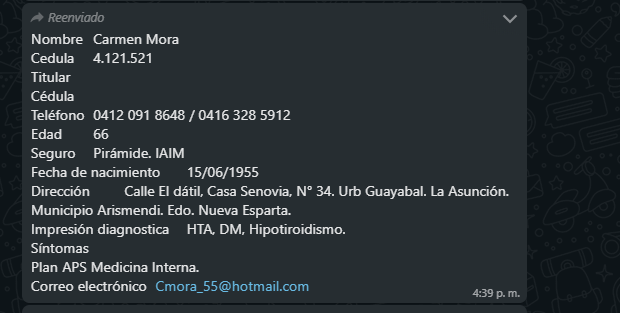 Reenviado
Nombre Carmen Mora
Cedula 4.121.521
Titular
Cédula
Teléfono 0412 091 8648 / 0416 328 5912
Edad 66
Seguro Pirámide. IAIM
Fecha de nacimiento 15/06/1955
Dirección Calle El dátil, Casa Senovia, N° 34. Urb Guayabal. La Asunción.
Municipio Arismendi. Edo. Nueva Esparta.
Impresión diagnostica HTA, DM, Hipotiroidismo.
Síntomas
Plan APS Medicina Interna.
Correo electrónico Cmora_55@hotmail.com
4:39 p. m.